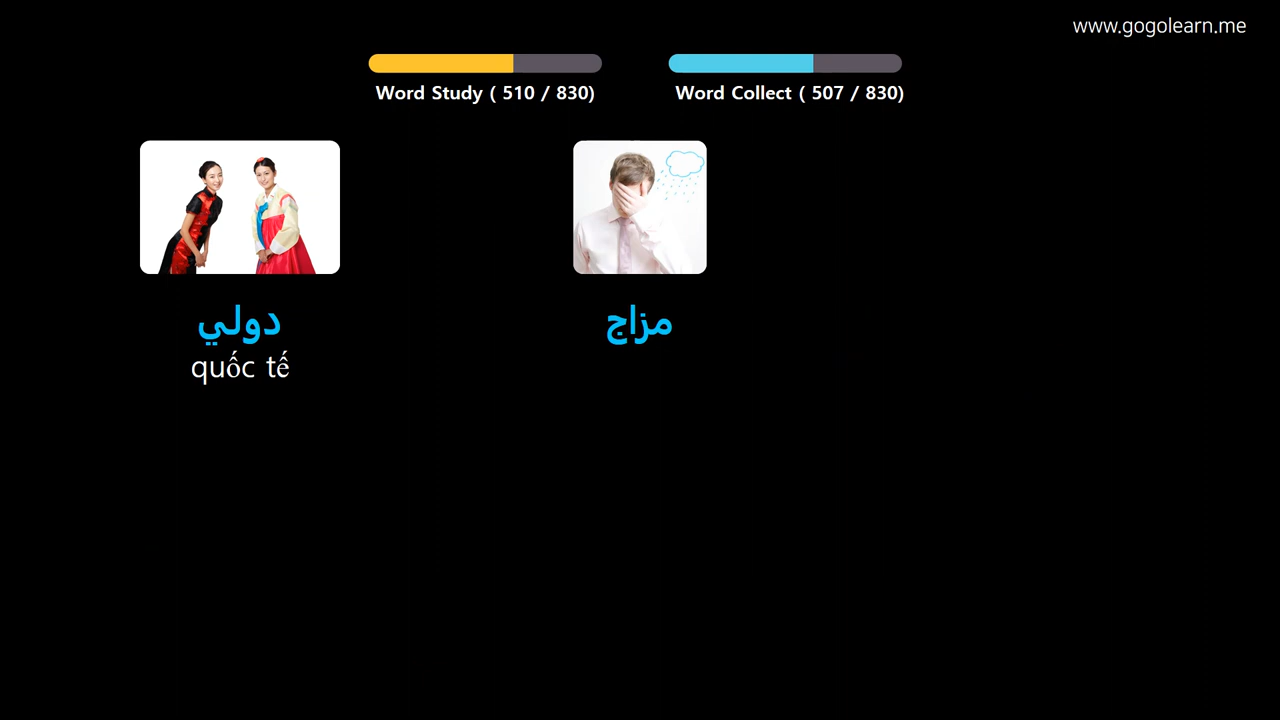 www.gogolearn.me
Word Study ( 510 / 830)
Word Collect ( 507 / 830)
دولي
quốc tế
مزاج